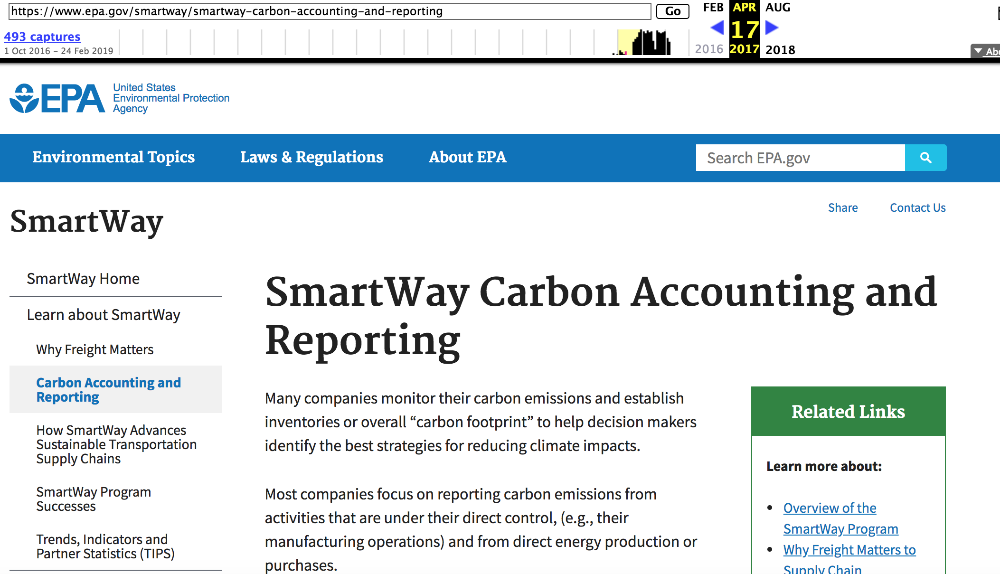 https://www.epa.gov/smartway/smartway-carbon-accounting-and-reporting
Go
FEB APR AUG
17
2016 2017 2018
493 captures
1 Oct 2016 – 24 Feb 2019
EPA
United States
Environmental Protection
Agency
Environmental Topics
Laws & Regulations
About EPA
Search EPA.gov
Share
Contact Us
SmartWay
SmartWay Home
Learn about SmartWay
Why Freight Matters
Carbon Accounting and
Reporting
How SmartWay Advances
Sustainable Transportation
Supply Chains
SmartWay Program
Successes
Trends, Indicators and
Partner Statistics (TIPS)
SmartWay Carbon Accounting and
Reporting
Many companies monitor their carbon emissions and establish
inventories or overall “carbon footprint” to help decision makers
identify the best strategies for reducing climate impacts.
Most companies focus on reporting carbon emissions from
activities that are under their direct control, (e.g., their
manufacturing operations) and from direct energy production or
purchases.
Related Links
Learn more about:
• Overview of the
SmartWay Program
• Why Freight Matters to
Supply Chain